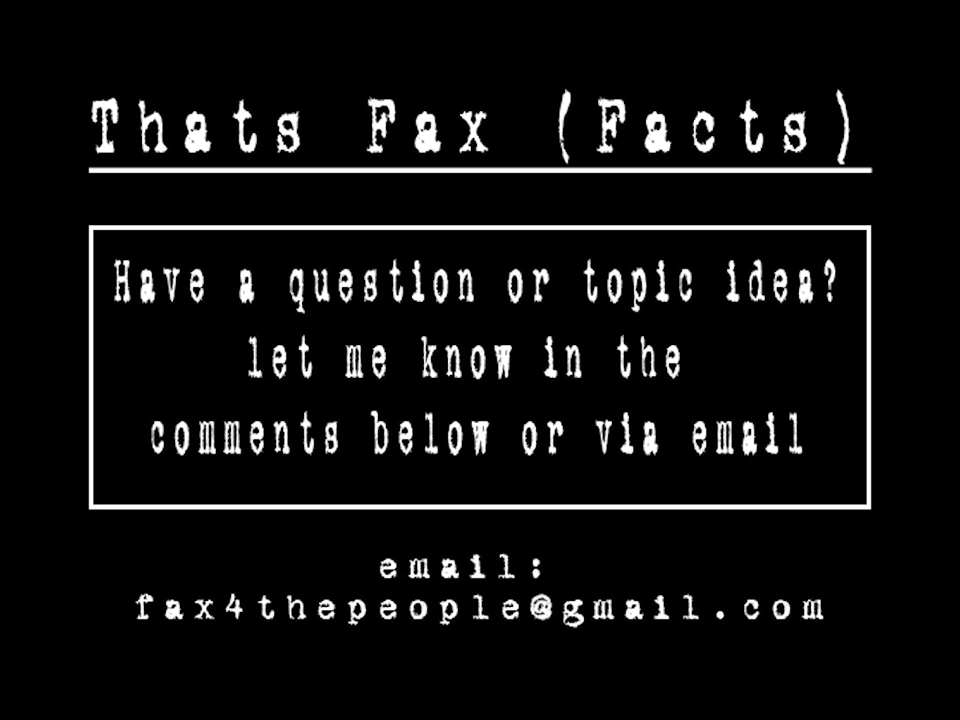 Thats Fax (Facts)
Have a question or topic idea?
let me know in the
comments below or via email
email:
fax4thepeople@gmail.com